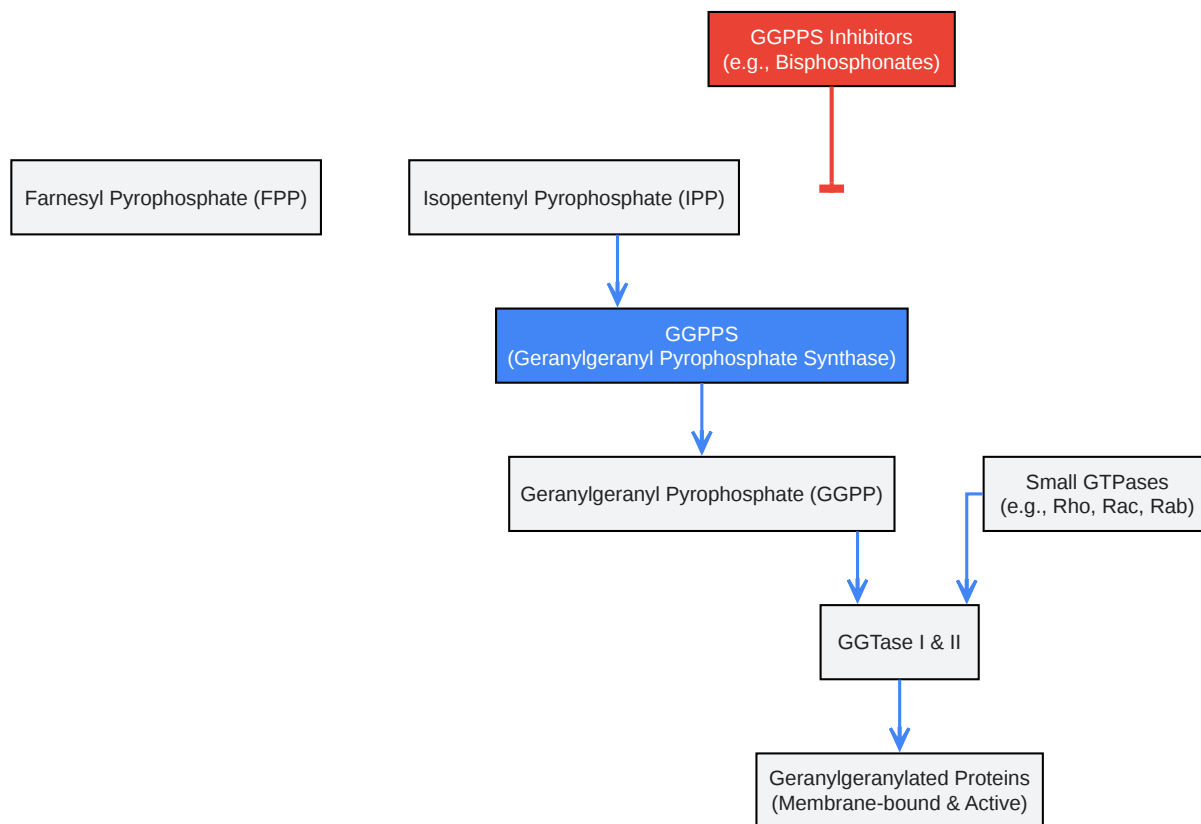 GGPPS Inhibitors
(e.g., Bisphosphonates)
Farnesyl Pyrophosphate (FPP)
Isopentenyl Pyrophosphate (IPP)
GGPPS
(Geranylgeranyl Pyrophosphate Synthase)
Geranylgeranyl Pyrophosphate (GGPP)
Small GTPases
(e.g., Rho, Rac, Rab)
GGTase I & II
Geranylgeranylated Proteins
(Membrane-bound & Active)